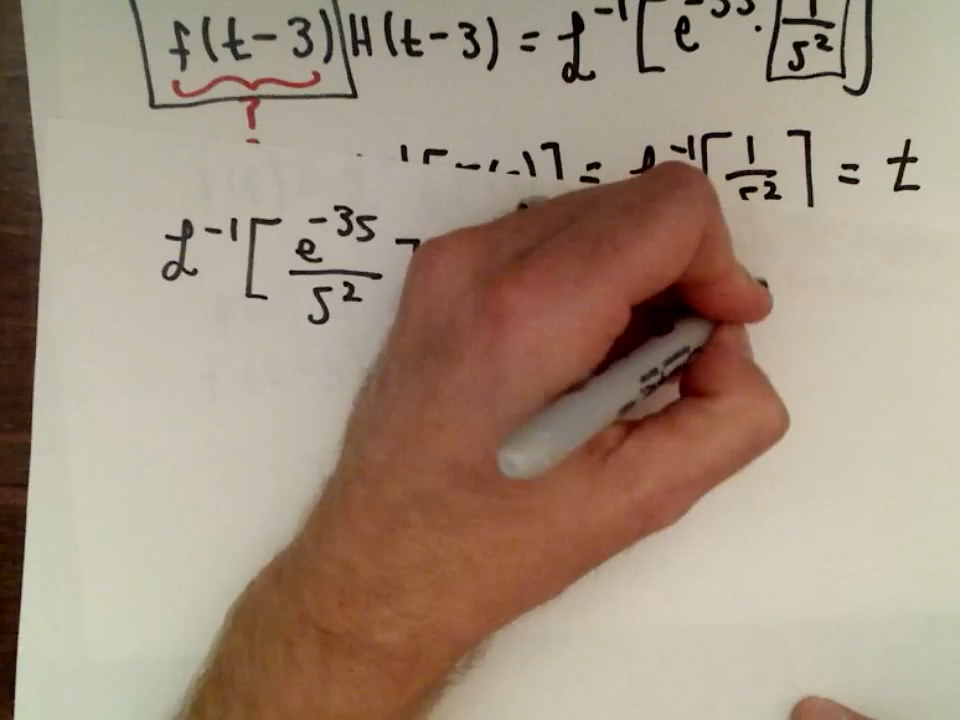 f(t-3) H(t-3) = ℒ⁻¹[e⁻³ˢ · 1/s²]
?
= ℒ⁻¹[1/s²] = t
ℒ⁻¹[e⁻³ˢ/s²]